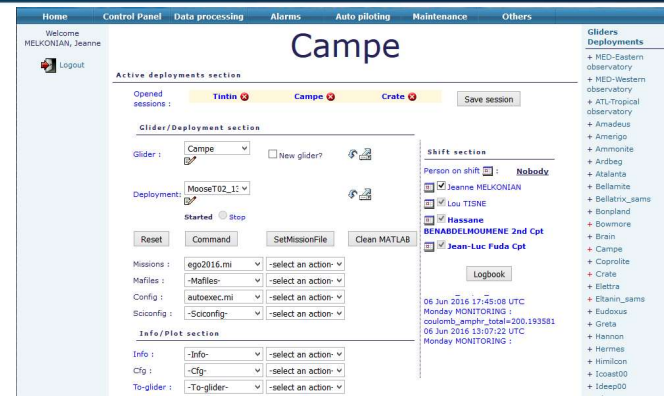 Home Control Panel Data processing Alarms Auto piloting Maintenance Others
Welcome
MELKONIAN, Jeanne
Logout
Campe
Active deployments section
Opened sessions :
Tintin Campe Crate
Save session
Glider/Deployment section
Glider :
Campe
New glider?
Deployment:
MooseT02_13
Started Stop
Reset Command SetMissionFile Clean MATLAB
Missions : ego2016.mi -select an action-
Mafiles : -Mafiles- -select an action-
Config : autoexec.mi -select an action-
Sciconfig : -Sciconfig- -select an action-
Info/Plot section
Info : -Info- -select an action-
Cfg : -Cfg- -select an action-
To-glider : -To-glider- -select an action-
Shift section
Person on shift : Nobody
Jeanne MELKONIAN
Lou TISNE
Hassane
BENABDELMOUMENE 2nd Cpt
Jean-Luc Fuda Cpt
Logbook
06 Jun 2016 17:45:08 UTC
Monday MONITORING :
coulomb_amphr_total=200.193581
06 Jun 2016 13:07:22 UTC
Monday MONITORING :
Gliders
Deployments
+ MED-Eastern
observatory
+ MED-Western
observatory
+ ATL-Tropical
observatory
+ Amadeus
+ Amerigo
+ Ammonite
+ Ardbeg
+ Atalanta
+ Bellamite
+ Bellatrix_sams
+ Bonpland
+ Bowmore
+ Brain
+ Campe
+ Coprolite
+ Crate
+ Elettra
+ Eltanin_sams
+ Eudoxus
+ Greta
+ Hannon
+ Hermes
+ Himilcon
+ Icoast00
+ Ideep00